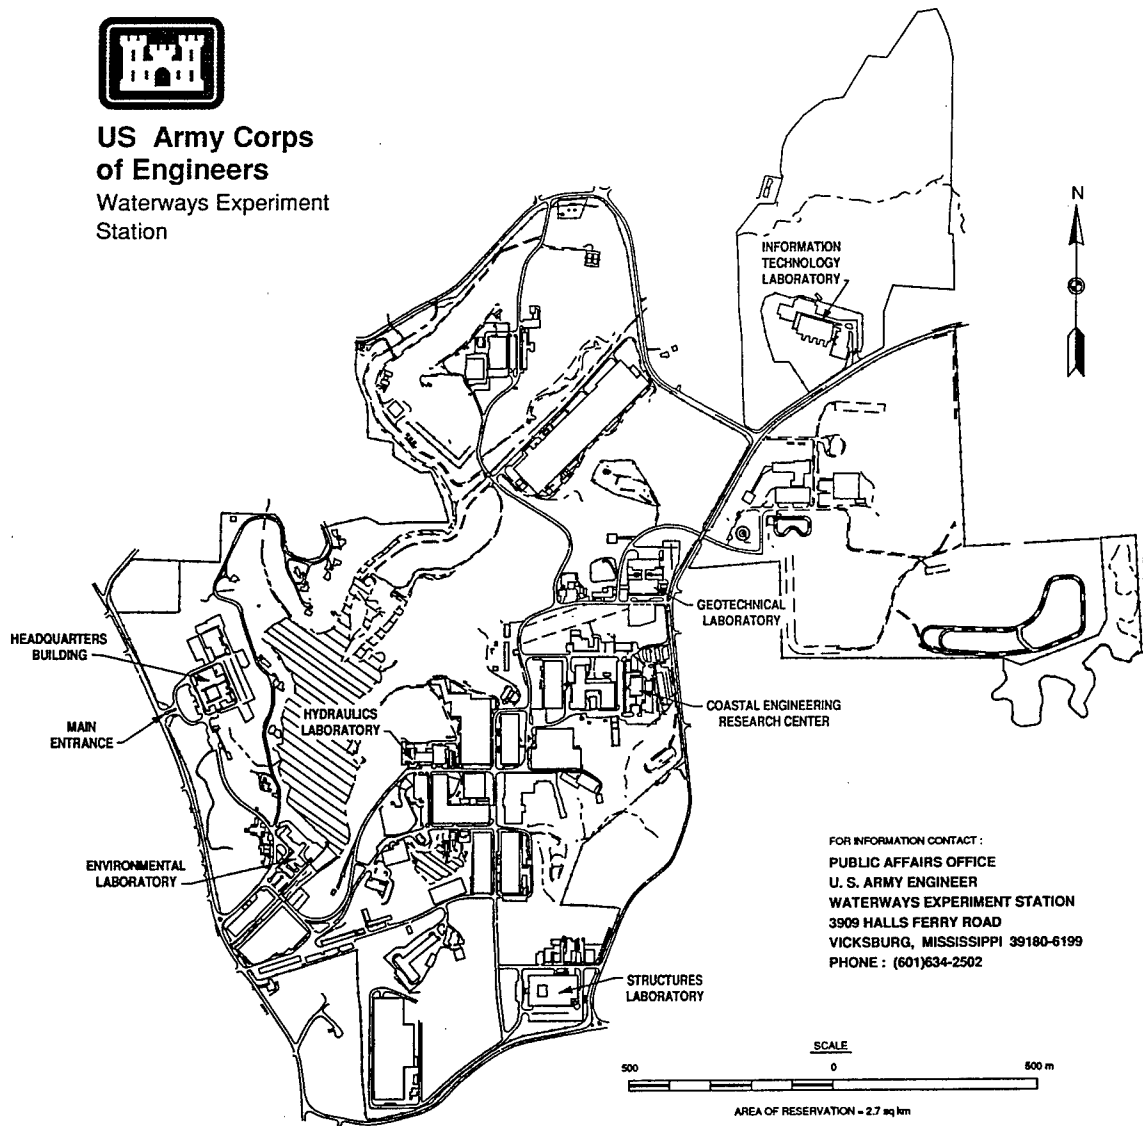 US Army Corps
of Engineers
Waterways Experiment
Station
N
INFORMATION
TECHNOLOGY
LABORATORY
GEOTECHNICAL
LABORATORY
HEADQUARTERS
BUILDING
MAIN
ENTRANCE
HYDRAULICS
LABORATORY
COASTAL ENGINEERING
RESEARCH CENTER
ENVIRONMENTAL
LABORATORY
STRUCTURES
LABORATORY
FOR INFORMATION CONTACT :
PUBLIC AFFAIRS OFFICE
U. S. ARMY ENGINEER
WATERWAYS EXPERIMENT STATION
3909 HALLS FERRY ROAD
VICKSBURG, MISSISSIPPI 39180-6199
PHONE : (601)634-2502
SCALE
500 0 500 m
AREA OF RESERVATION = 2.7 sq km